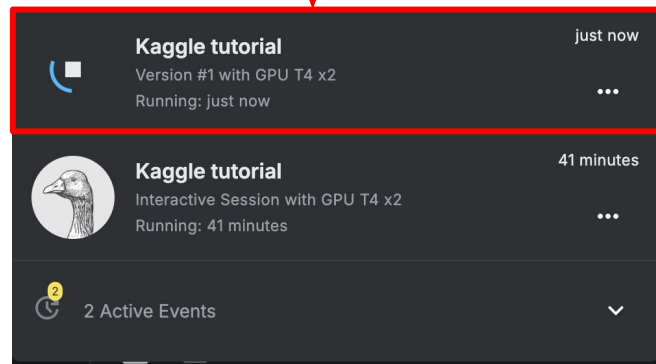 Kaggle tutorial
just now
Version #1 with GPU T4 x2
Running: just now
Kaggle tutorial
41 minutes
Interactive Session with GPU T4 x2
Running: 41 minutes
2
2 Active Events